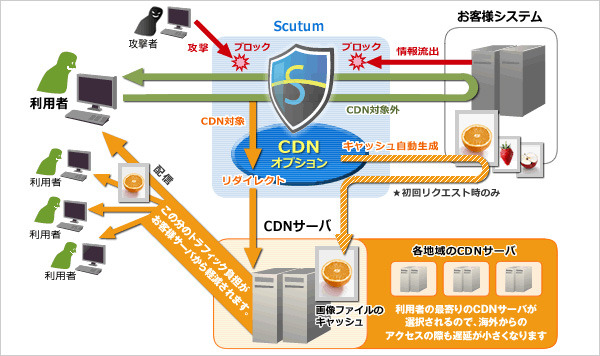 Scutum
お客様システム
攻撃者
攻撃
ブロック
ブロック
情報流出
利用者
CDN対象外
CDN対象
CDN
オプション
キャッシュ自動生成
リダイレクト
★初回リクエスト時のみ
配信
利用者
利用者
利用者
この分のトラフィック負担が
お客様サーバから軽減されます。
CDNサーバ
画像ファイルの
キャッシュ
各地域のCDNサーバ
利用者の最寄りのCDNサーバが
選択されるので、海外からの
アクセスの際も遅延が小さくなります